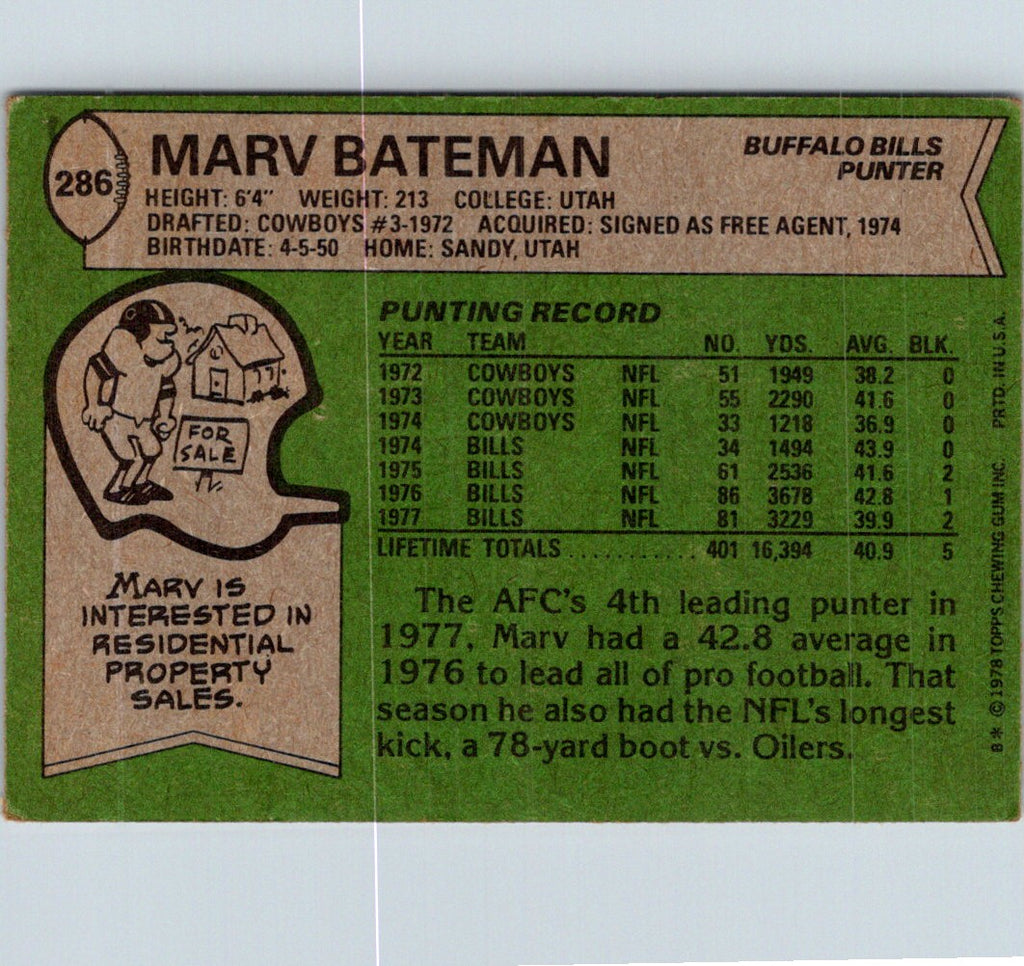 286
MARV BATEMAN
BUFFALO BILLS
PUNTER
HEIGHT: 6'4" WEIGHT: 213 COLLEGE: UTAH
DRAFTED: COWBOYS #3-1972 ACQUIRED: SIGNED AS FREE AGENT, 1974
BIRTHDATE: 4-5-50 HOME: SANDY, UTAH
FOR
SALE
MARV IS
INTERESTED IN
RESIDENTIAL
PROPERTY
SALES.
PUNTING RECORD
YEAR TEAM NO. YDS. AVG. BLK.
1972 COWBOYS NFL 51 1949 38.2 0
1973 COWBOYS NFL 55 2290 41.6 0
1974 COWBOYS NFL 33 1218 36.9 0
1974 BILLS NFL 34 1494 43.9 0
1975 BILLS NFL 61 2536 41.6 2
1976 BILLS NFL 86 3678 42.8 1
1977 BILLS NFL 81 3229 39.9 2
LIFETIME TOTALS ............ 401 16,394 40.9 5
The AFC's 4th leading punter in
1977, Marv had a 42.8 average in
1976 to lead all of pro football. That
season he also had the NFL's longest
kick, a 78-yard boot vs. Oilers.
B* © 1978 TOPPS CHEWING GUM INC. PRTD. IN U.S.A.